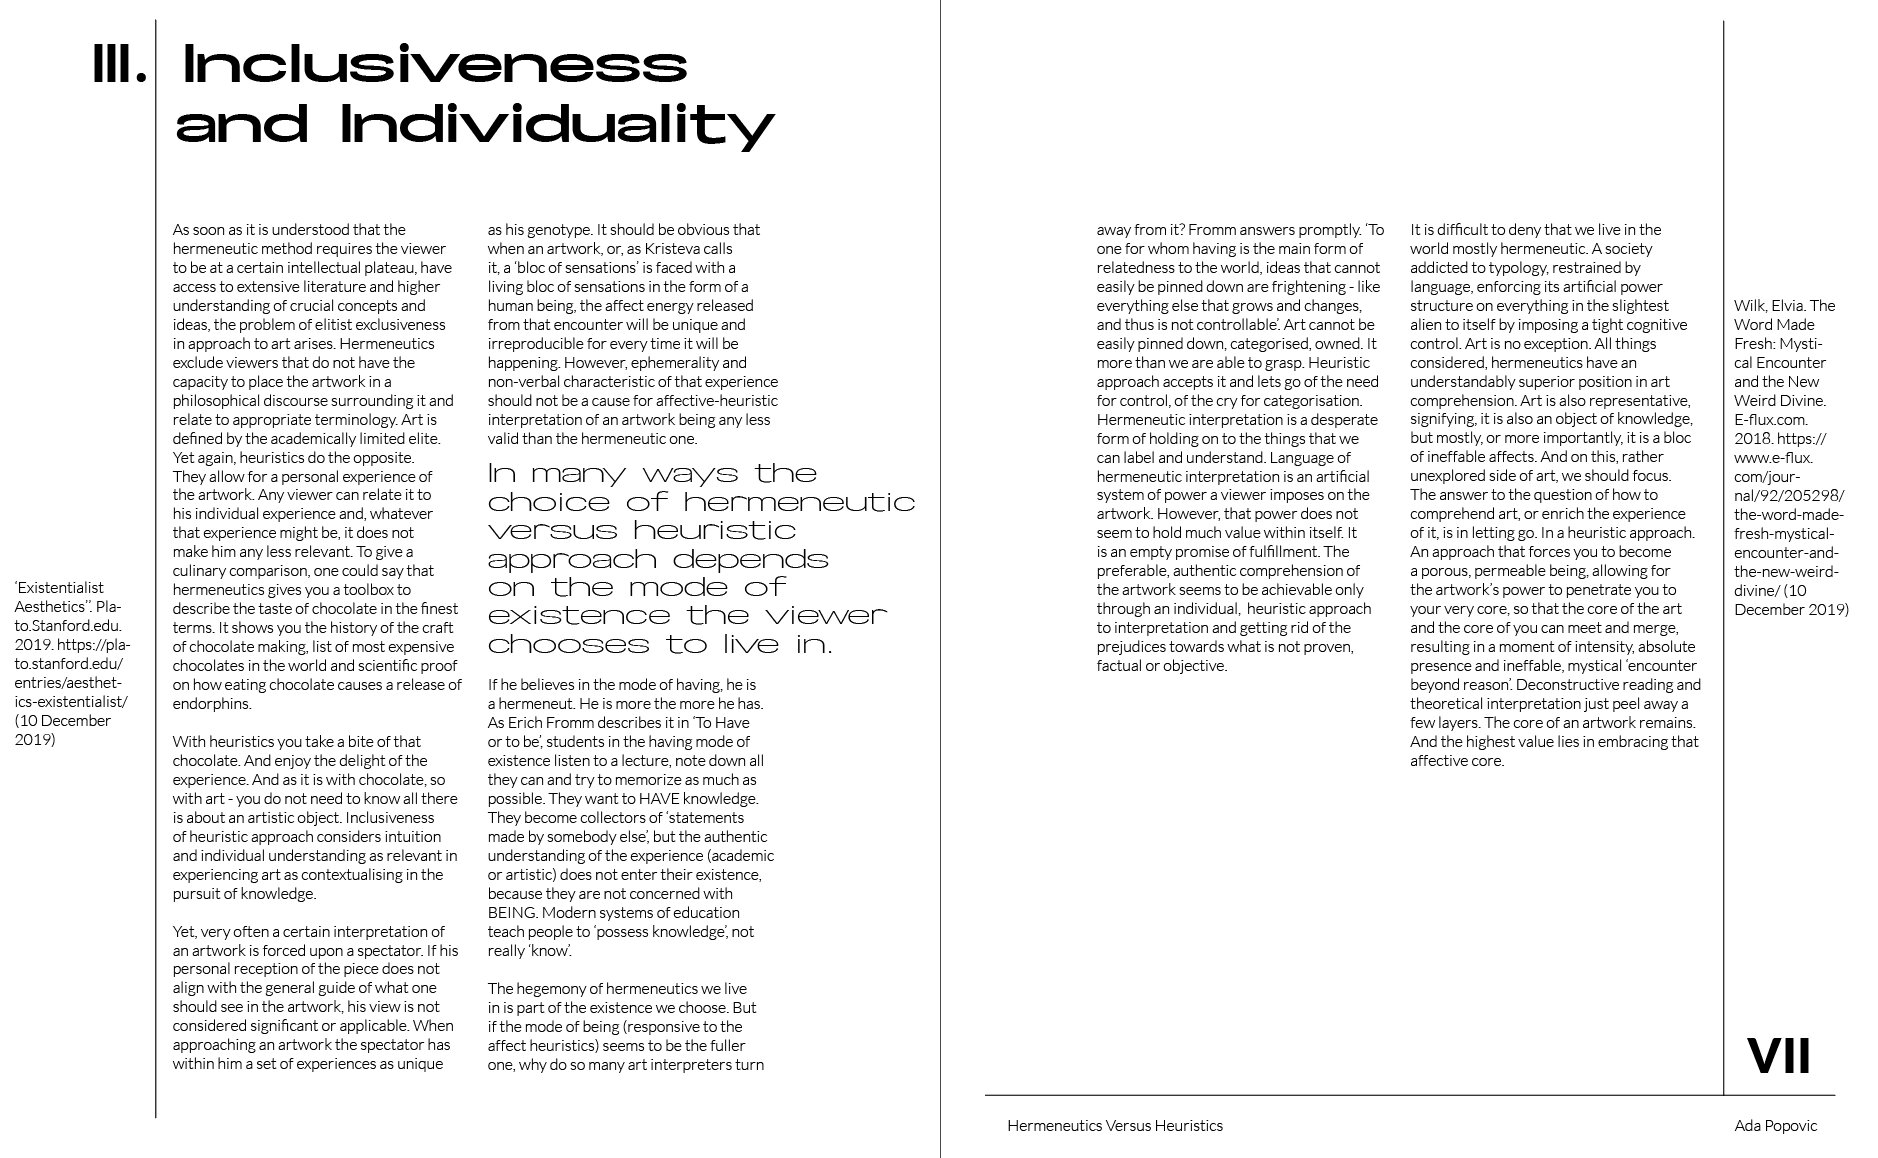 III. Inclusiveness
and Individuality
As soon as it is understood that the
hermeneutic method requires the viewer
to be at a certain intellectual plateau, have
access to extensive literature and higher
understanding of crucial concepts and
ideas, the problem of elitist exclusiveness
in approach to art arises. Hermeneutics
exclude viewers that do not have the
capacity to place the artwork in a
philosophical discourse surrounding it and
relate to appropriate terminology. Art is
defined by the academically limited elite.
Yet again, heuristics do the opposite.
They allow for a personal experience of
the artwork. Any viewer can relate it to
his individual experience and, whatever
that experience might be, it does not
make him any less relevant. To give a
culinary comparison, one could say that
hermeneutics gives you a toolbox to
describe the taste of chocolate in the finest
terms. It shows you the history of the craft
of chocolate making, list of most expensive
chocolates in the world and scientific proof
on how eating chocolate causes a release of
endorphins.
With heuristics you take a bite of that
chocolate. And enjoy the delight of the
experience. And as it is with chocolate, so
with art - you do not need to know all there
is about an artistic object. Inclusiveness
of heuristic approach considers intuition
and individual understanding as relevant in
experiencing art as contextualising in the
pursuit of knowledge.
Yet, very often a certain interpretation of
an artwork is forced upon a spectator. If his
personal reception of the piece does not
align with the general guide of what one
should see in the artwork, his view is not
considered significant or applicable. When
approaching an artwork the spectator has
within him a set of experiences as unique
‘Existentialist
Aesthetics”. Pla-
to.Stanford.edu.
2019. https://pla-
to.stanford.edu/
entries/aesthet-
ics-existentialist/
(10 December
2019)
as his genotype. It should be obvious that
when an artwork, or, as Kristeva calls
it, a ‘bloc of sensations’ is faced with a
living bloc of sensations in the form of a
human being, the affect energy released
from that encounter will be unique and
irreproducible for every time it will be
happening. However, ephemerality and
non-verbal characteristic of that experience
should not be a cause for affective-heuristic
interpretation of an artwork being any less
valid than the hermeneutic one.
In many ways the
choice of hermeneutic
versus heuristic
approach depends
on the mode of
existence the viewer
chooses to live in.
If he believes in the mode of having, he is
a hermeneut. He is more the more he has.
As Erich Fromm describes it in ‘To Have
or to be’, students in the having mode of
existence listen to a lecture, note down all
they can and try to memorize as much as
possible. They want to HAVE knowledge.
They become collectors of ‘statements
made by somebody else’, but the authentic
understanding of the experience (academic
or artistic) does not enter their existence,
because they are not concerned with
BEING. Modern systems of education
teach people to ‘possess knowledge’, not
really ‘know’.
The hegemony of hermeneutics we live
in is part of the existence we choose. But
if the mode of being (responsive to the
affect heuristics) seems to be the fuller
one, why do so many art interpreters turn
away from it? Fromm answers promptly. ‘To
one for whom having is the main form of
relatedness to the world, ideas that cannot
easily be pinned down are frightening - like
everything else that grows and changes,
and thus is not controllable’. Art cannot be
easily pinned down, categorised, owned. It
more than we are able to grasp. Heuristic
approach accepts it and lets go of the need
for control, of the cry for categorisation.
Hermeneutic interpretation is a desperate
form of holding on to the things that we
can label and understand. Language of
hermeneutic interpretation is an artificial
system of power a viewer imposes on the
artwork. However, that power does not
seem to hold much value within itself. It
is an empty promise of fulfillment. The
preferable, authentic comprehension of
the artwork seems to be achievable only
through an individual,  heuristic approach
to interpretation and getting rid of the
prejudices towards what is not proven,
factual or objective.
It is difficult to deny that we live in the
world mostly hermeneutic. A society
addicted to typology, restrained by
language, enforcing its artificial power
structure on everything in the slightest
alien to itself by imposing a tight cognitive
control. Art is no exception. All things
considered, hermeneutics have an
understandably superior position in art
comprehension. Art is also representative,
signifying, it is also an object of knowledge,
but mostly, or more importantly, it is a bloc
of ineffable affects. And on this, rather
unexplored side of art, we should focus.
The answer to the question of how to
comprehend art, or enrich the experience
of it, is in letting go. In a heuristic approach.
An approach that forces you to become
a porous, permeable being, allowing for
the artwork’s power to penetrate you to
your very core, so that the core of the art
and the core of you can meet and merge,
resulting in a moment of intensity, absolute
presence and ineffable, mystical ‘encounter
beyond reason’. Deconstructive reading and
theoretical interpretation just peel away a
few layers. The core of an artwork remains.
And the highest value lies in embracing that
affective core.
Wilk, Elvia. The
Word Made
Fresh: Mysti-
cal Encounter
and the New
Weird Divine.
E-flux.com.
2018. https://
www.e-flux.
com/jour-
nal/92/205298/
the-word-made-
fresh-mystical-
encounter-and-
the-new-weird-
divine/ (10
December 2019)
VII
Hermeneutics Versus Heuristics
Ada Popovic